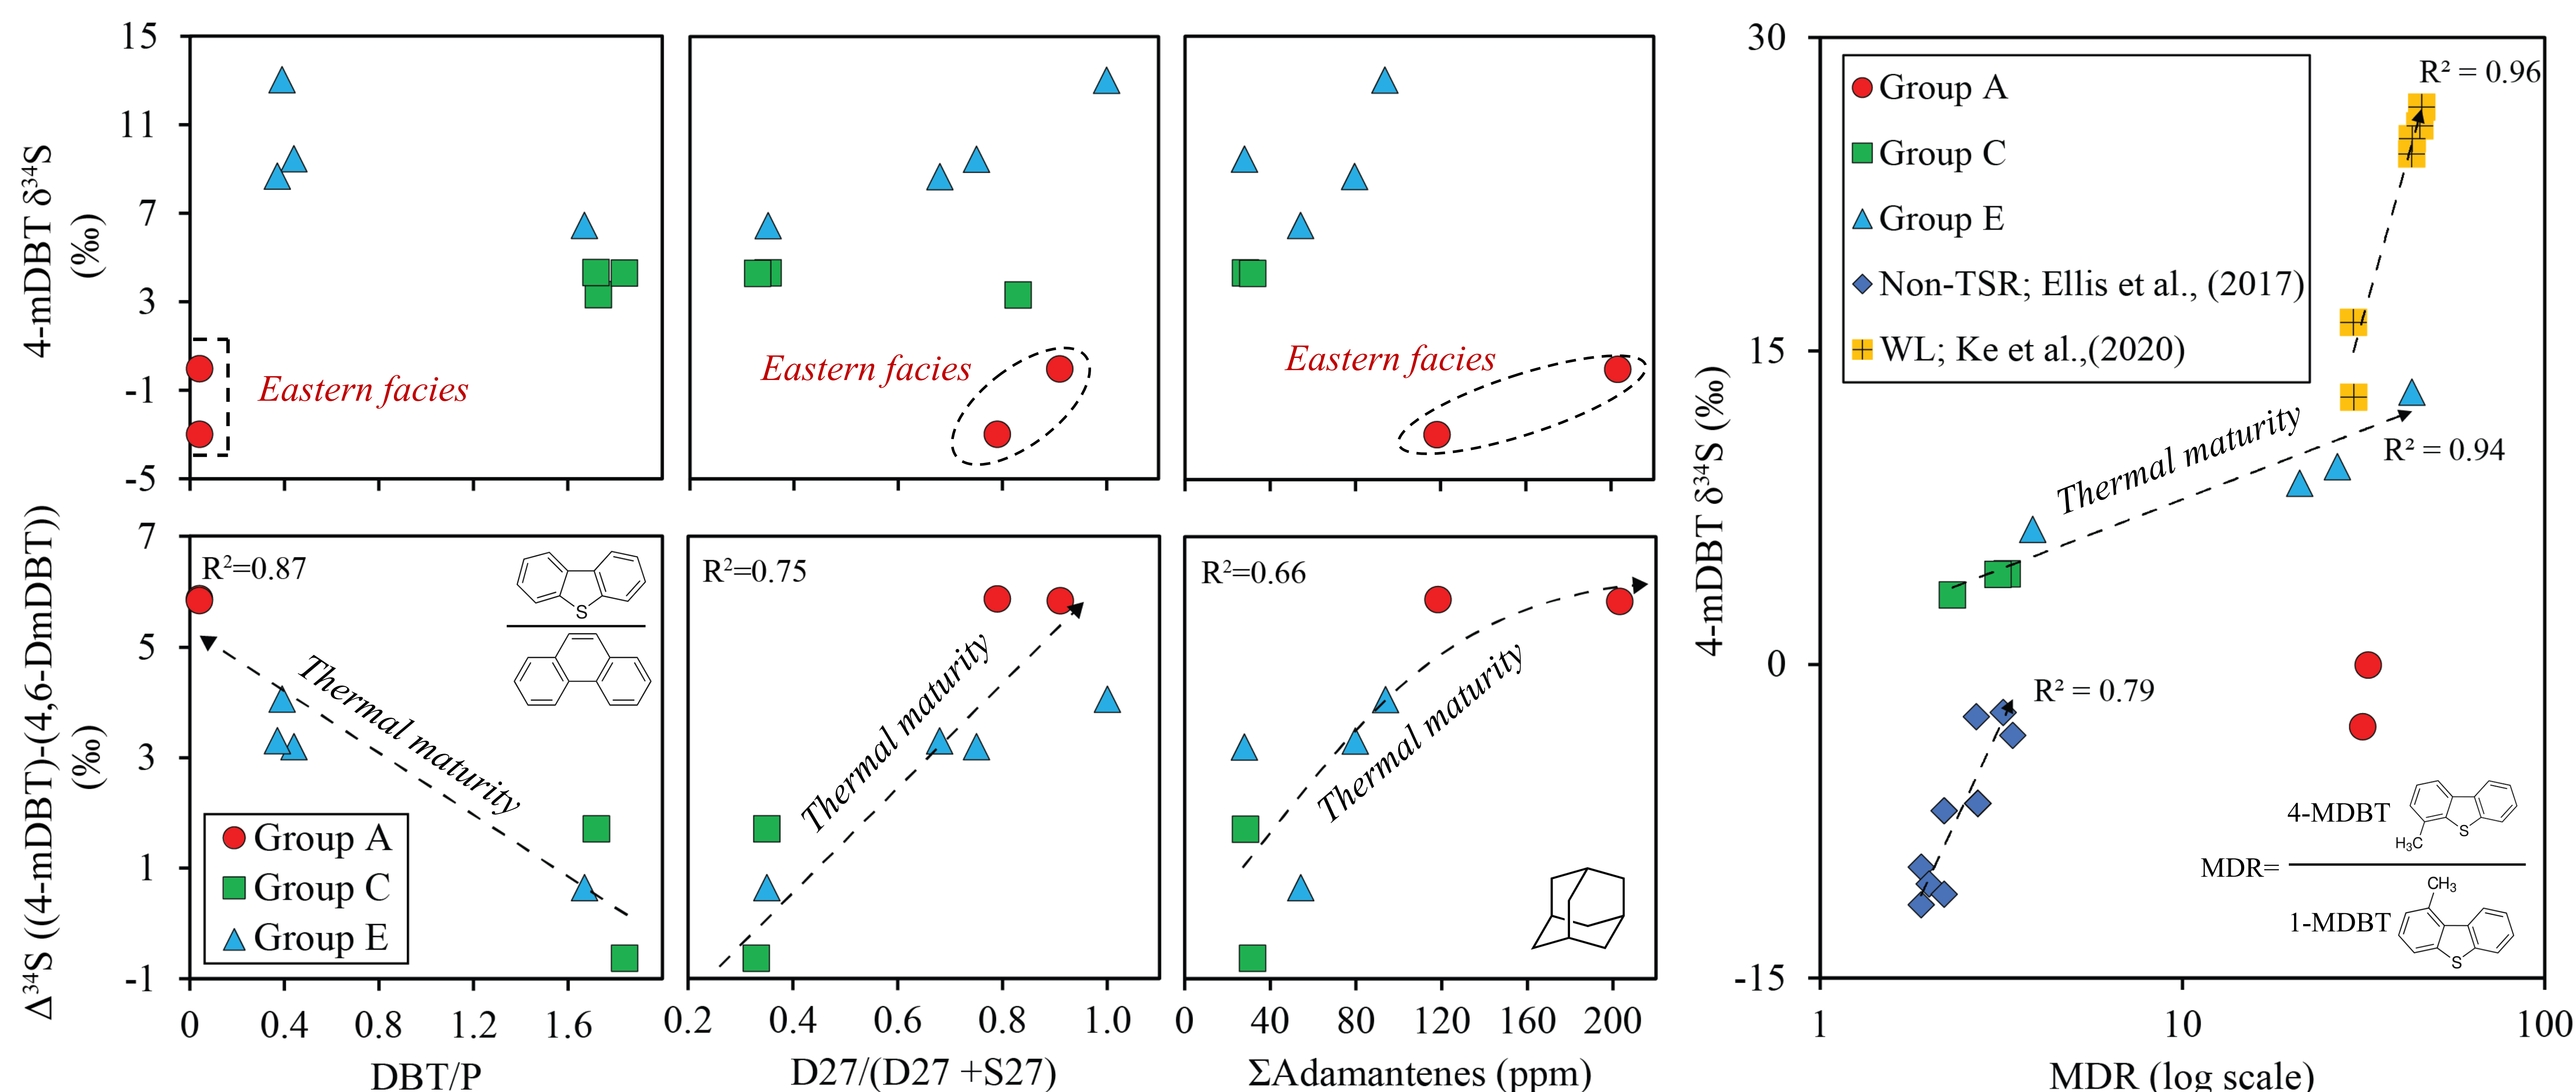 15
11
7
3
-1
-5
4-mDBT δ³⁴S
(‰)
Eastern facies
Eastern facies
Eastern facies
7
5
3
1
-1
Δ³⁴S ((4-mDBT)-(4,6-DmDBT))
(‰)
R²=0.87
S
Thermal maturity
Group A
Group C
Group E
0
0.4
0.8
1.2
1.6
DBT/P
R²=0.75
Thermal maturity
0.2
0.4
0.6
0.8
1.0
D27/(D27 +S27)
R²=0.66
Thermal maturity
0
40
80
120
160
200
ΣAdamantenes (ppm)
30
15
0
-15
4-mDBT δ³⁴S (‰)
Group A
Group C
Group E
Non-TSR; Ellis et al., (2017)
WL; Ke et al.,(2020)
R² = 0.96
Thermal maturity
R² = 0.94
R² = 0.79
4-MDBT
S
H₃C
MDR=
CH₃
1-MDBT
S
1
10
100
MDR (log scale)